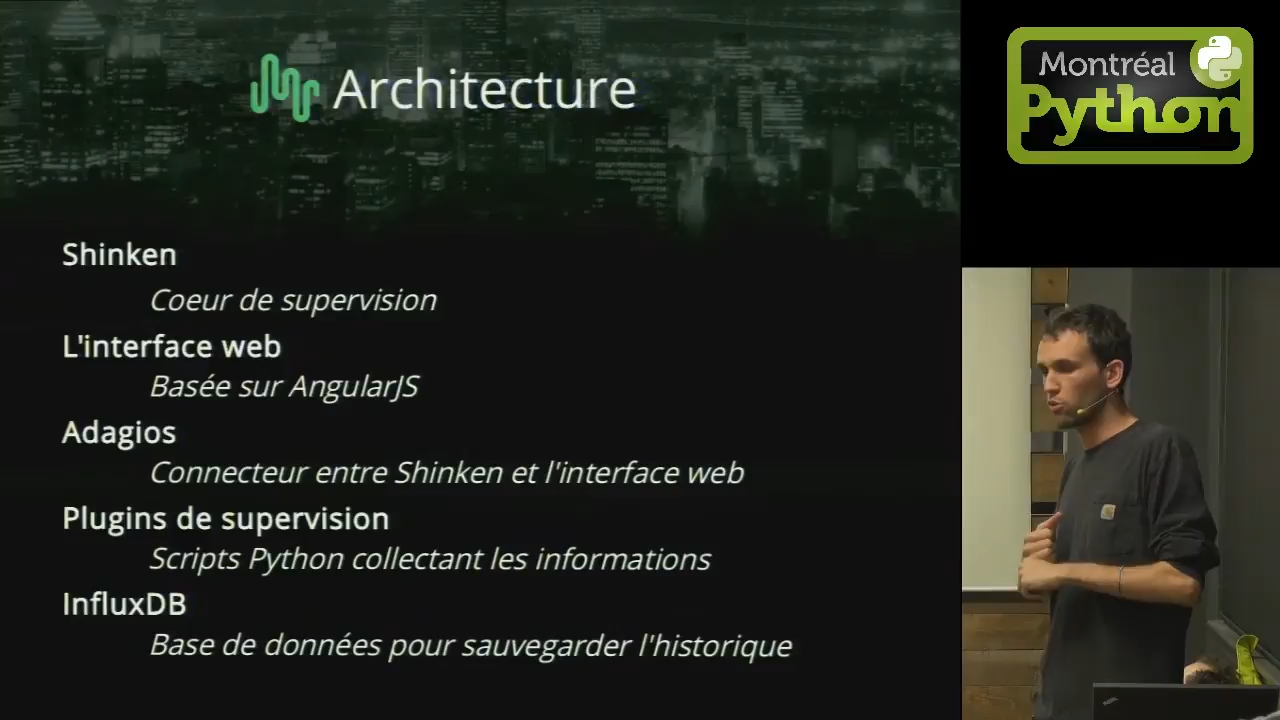 Architecture
Shinken
Coeur de supervision
L'interface web
Basée sur AngularJS
Adagios
Connecteur entre Shinken et l'interface web
Plugins de supervision
Scripts Python collectant les informations
InfluxDB
Base de données pour sauvegarder l'historique
Montréal
Python